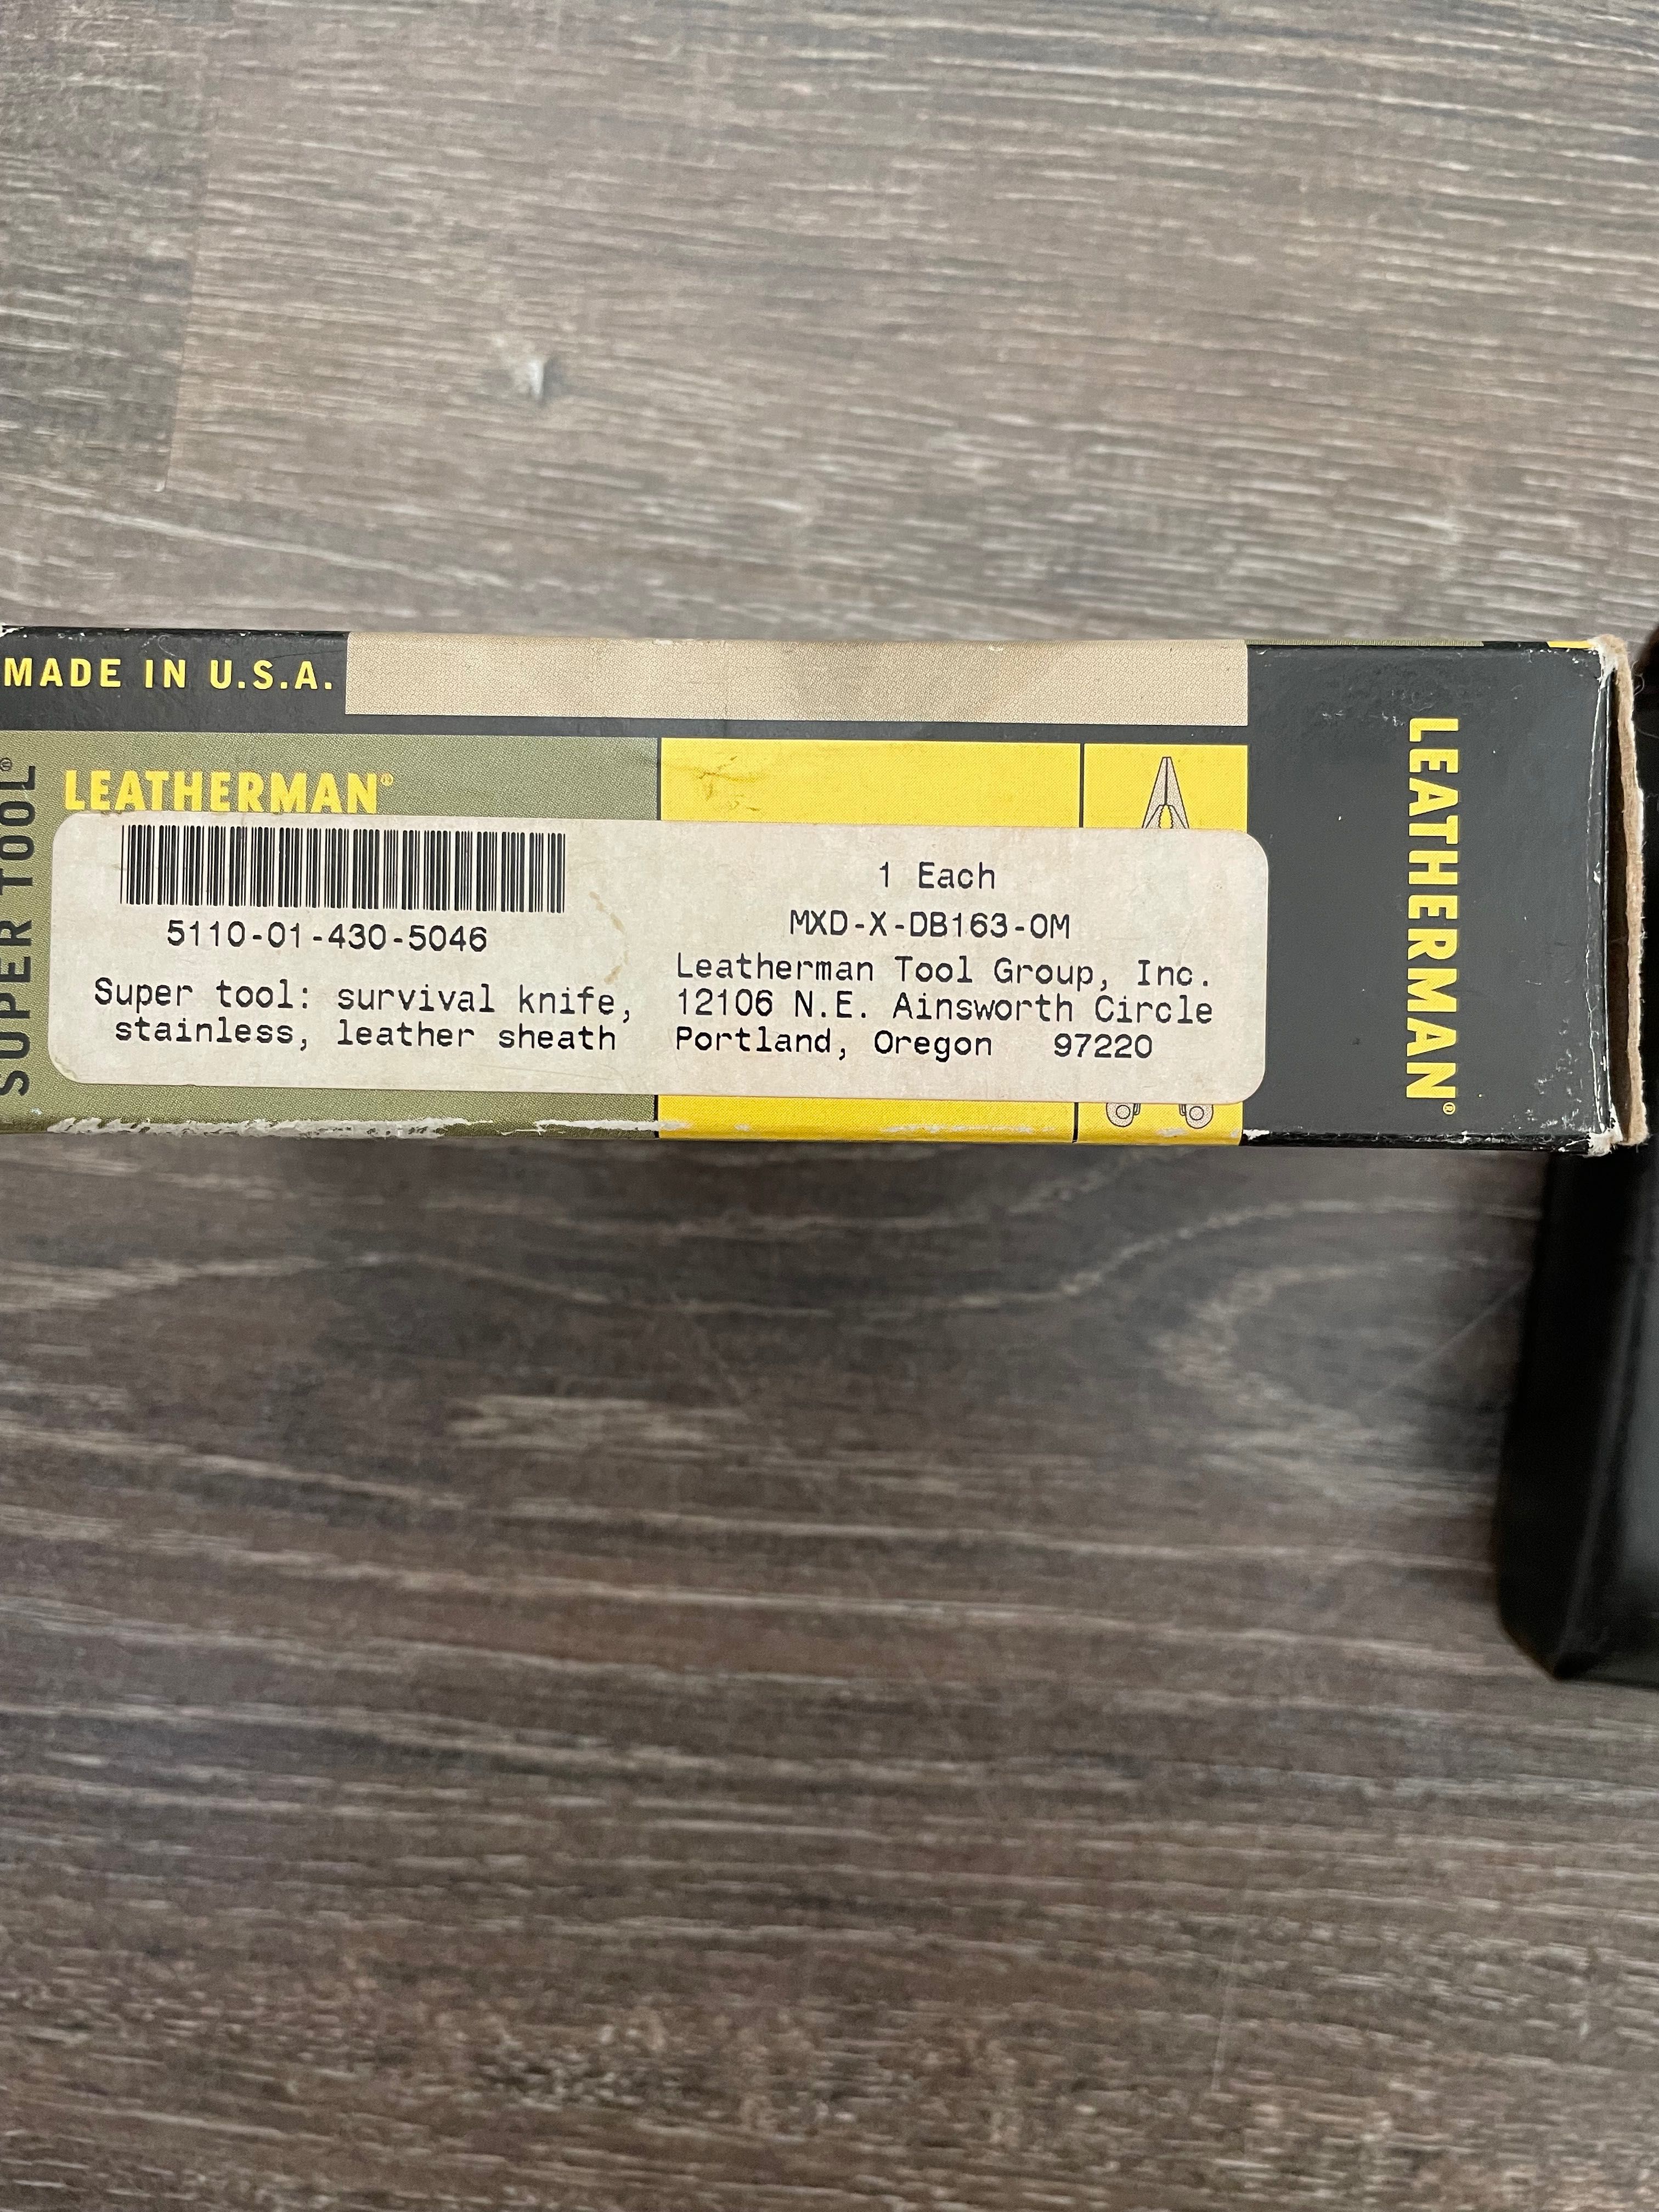 MADE IN U.S.A.
SUPER TOOL®
LEATHERMAN®
5110-01-430-5046
Super tool: survival knife,
stainless, leather sheath
1 Each
MXD-X-DB163-0M
Leatherman Tool Group, Inc.
12106 N.E. Ainsworth Circle
Portland, Oregon 97220
LEATHERMAN®